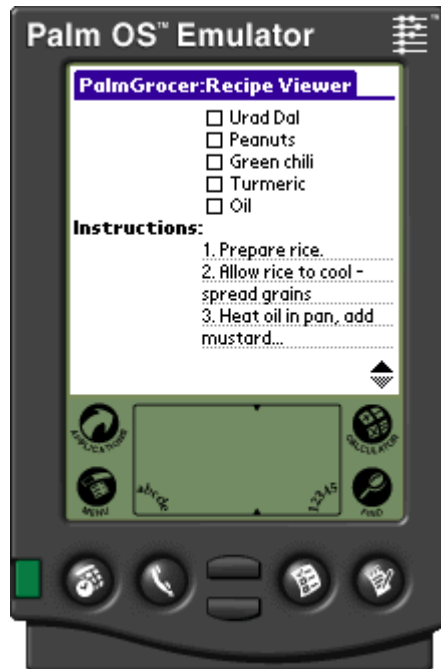 Palm OS™ Emulator
PalmGrocer:Recipe Viewer
Urad Dal
Peanuts
Green chili
Turmeric
Oil
Instructions:
1. Prepare rice.
2. Allow rice to cool -
spread grains
3. Heat oil in pan, add
mustard...
APPLICATIONS
CALCULATOR
MENU
abcde
12345
FIND